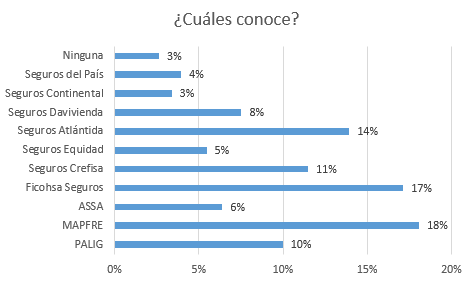 ¿Cuáles conoce?
Ninguna 3%
Seguros del País 4%
Seguros Continental 3%
Seguros Davivienda 8%
Seguros Atlántida 14%
Seguros Equidad 5%
Seguros Crefisa 11%
Ficohsa Seguros 17%
ASSA 6%
MAPFRE 18%
PALIG 10%
0% 5% 10% 15% 20%